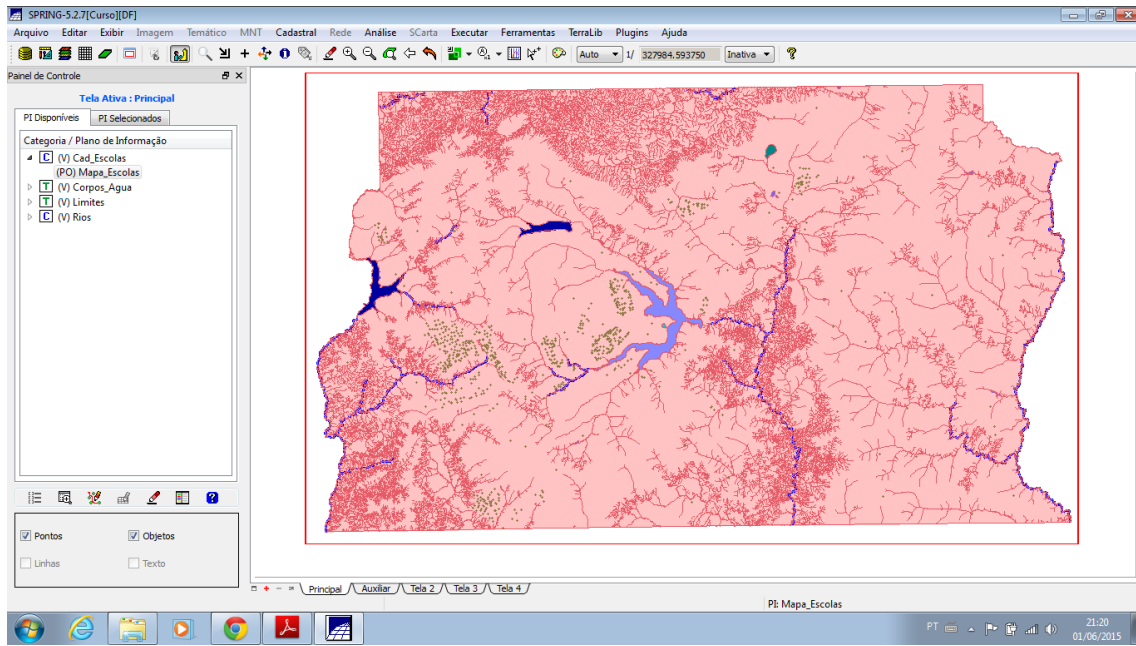 SPRING-5.2.7[Curso][DF]
Arquivo Editar Exibir Imagem Temático MNT Cadastral Rede Análise SCarta Executar Ferramentas TerraLib Plugins Ajuda
Auto 1/ 327984.593750 Inativa
Painel de Controle
Tela Ativa : Principal
PI Disponíveis PI Selecionados
Categoria / Plano de Informação
C (V) Cad_Escolas
(PO) Mapa_Escolas
T (V) Corpos_Agua
T (V) Limites
C (V) Rios
Pontos Objetos
Linhas Texto
Principal Auxiliar Tela 2 Tela 3 Tela 4
PI: Mapa_Escolas
PT 21:20
01/06/2015